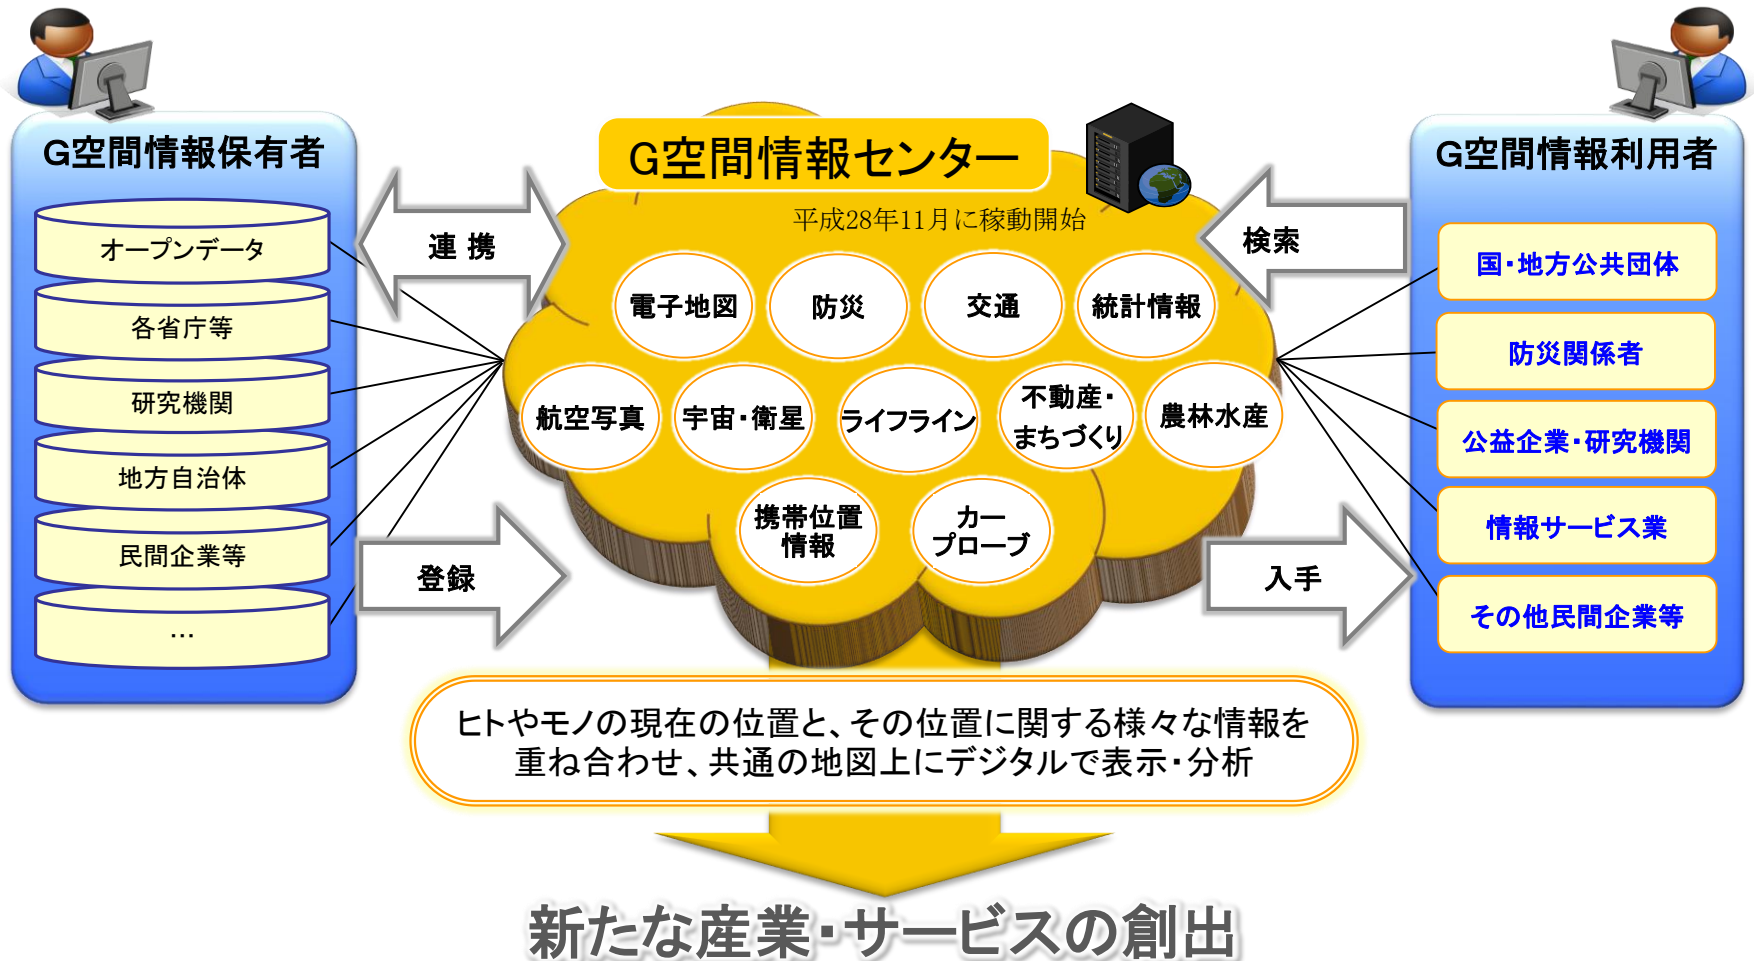 G空間情報保有者
オープンデータ
各省庁等
研究機関
地方自治体
民間企業等
…
連 携
登録
G空間情報センター
平成28年11月に稼動開始
電子地図
防災
交通
統計情報
航空写真
宇宙・衛星
ライフライン
不動産・
まちづくり
農林水産
携帯位置
情報
カー
プローブ
検索
入手
G空間情報利用者
国・地方公共団体
防災関係者
公益企業・研究機関
情報サービス業
その他民間企業等
ヒトやモノの現在の位置と、その位置に関する様々な情報を
重ね合わせ、共通の地図上にデジタルで表示・分析
新たな産業・サービスの創出